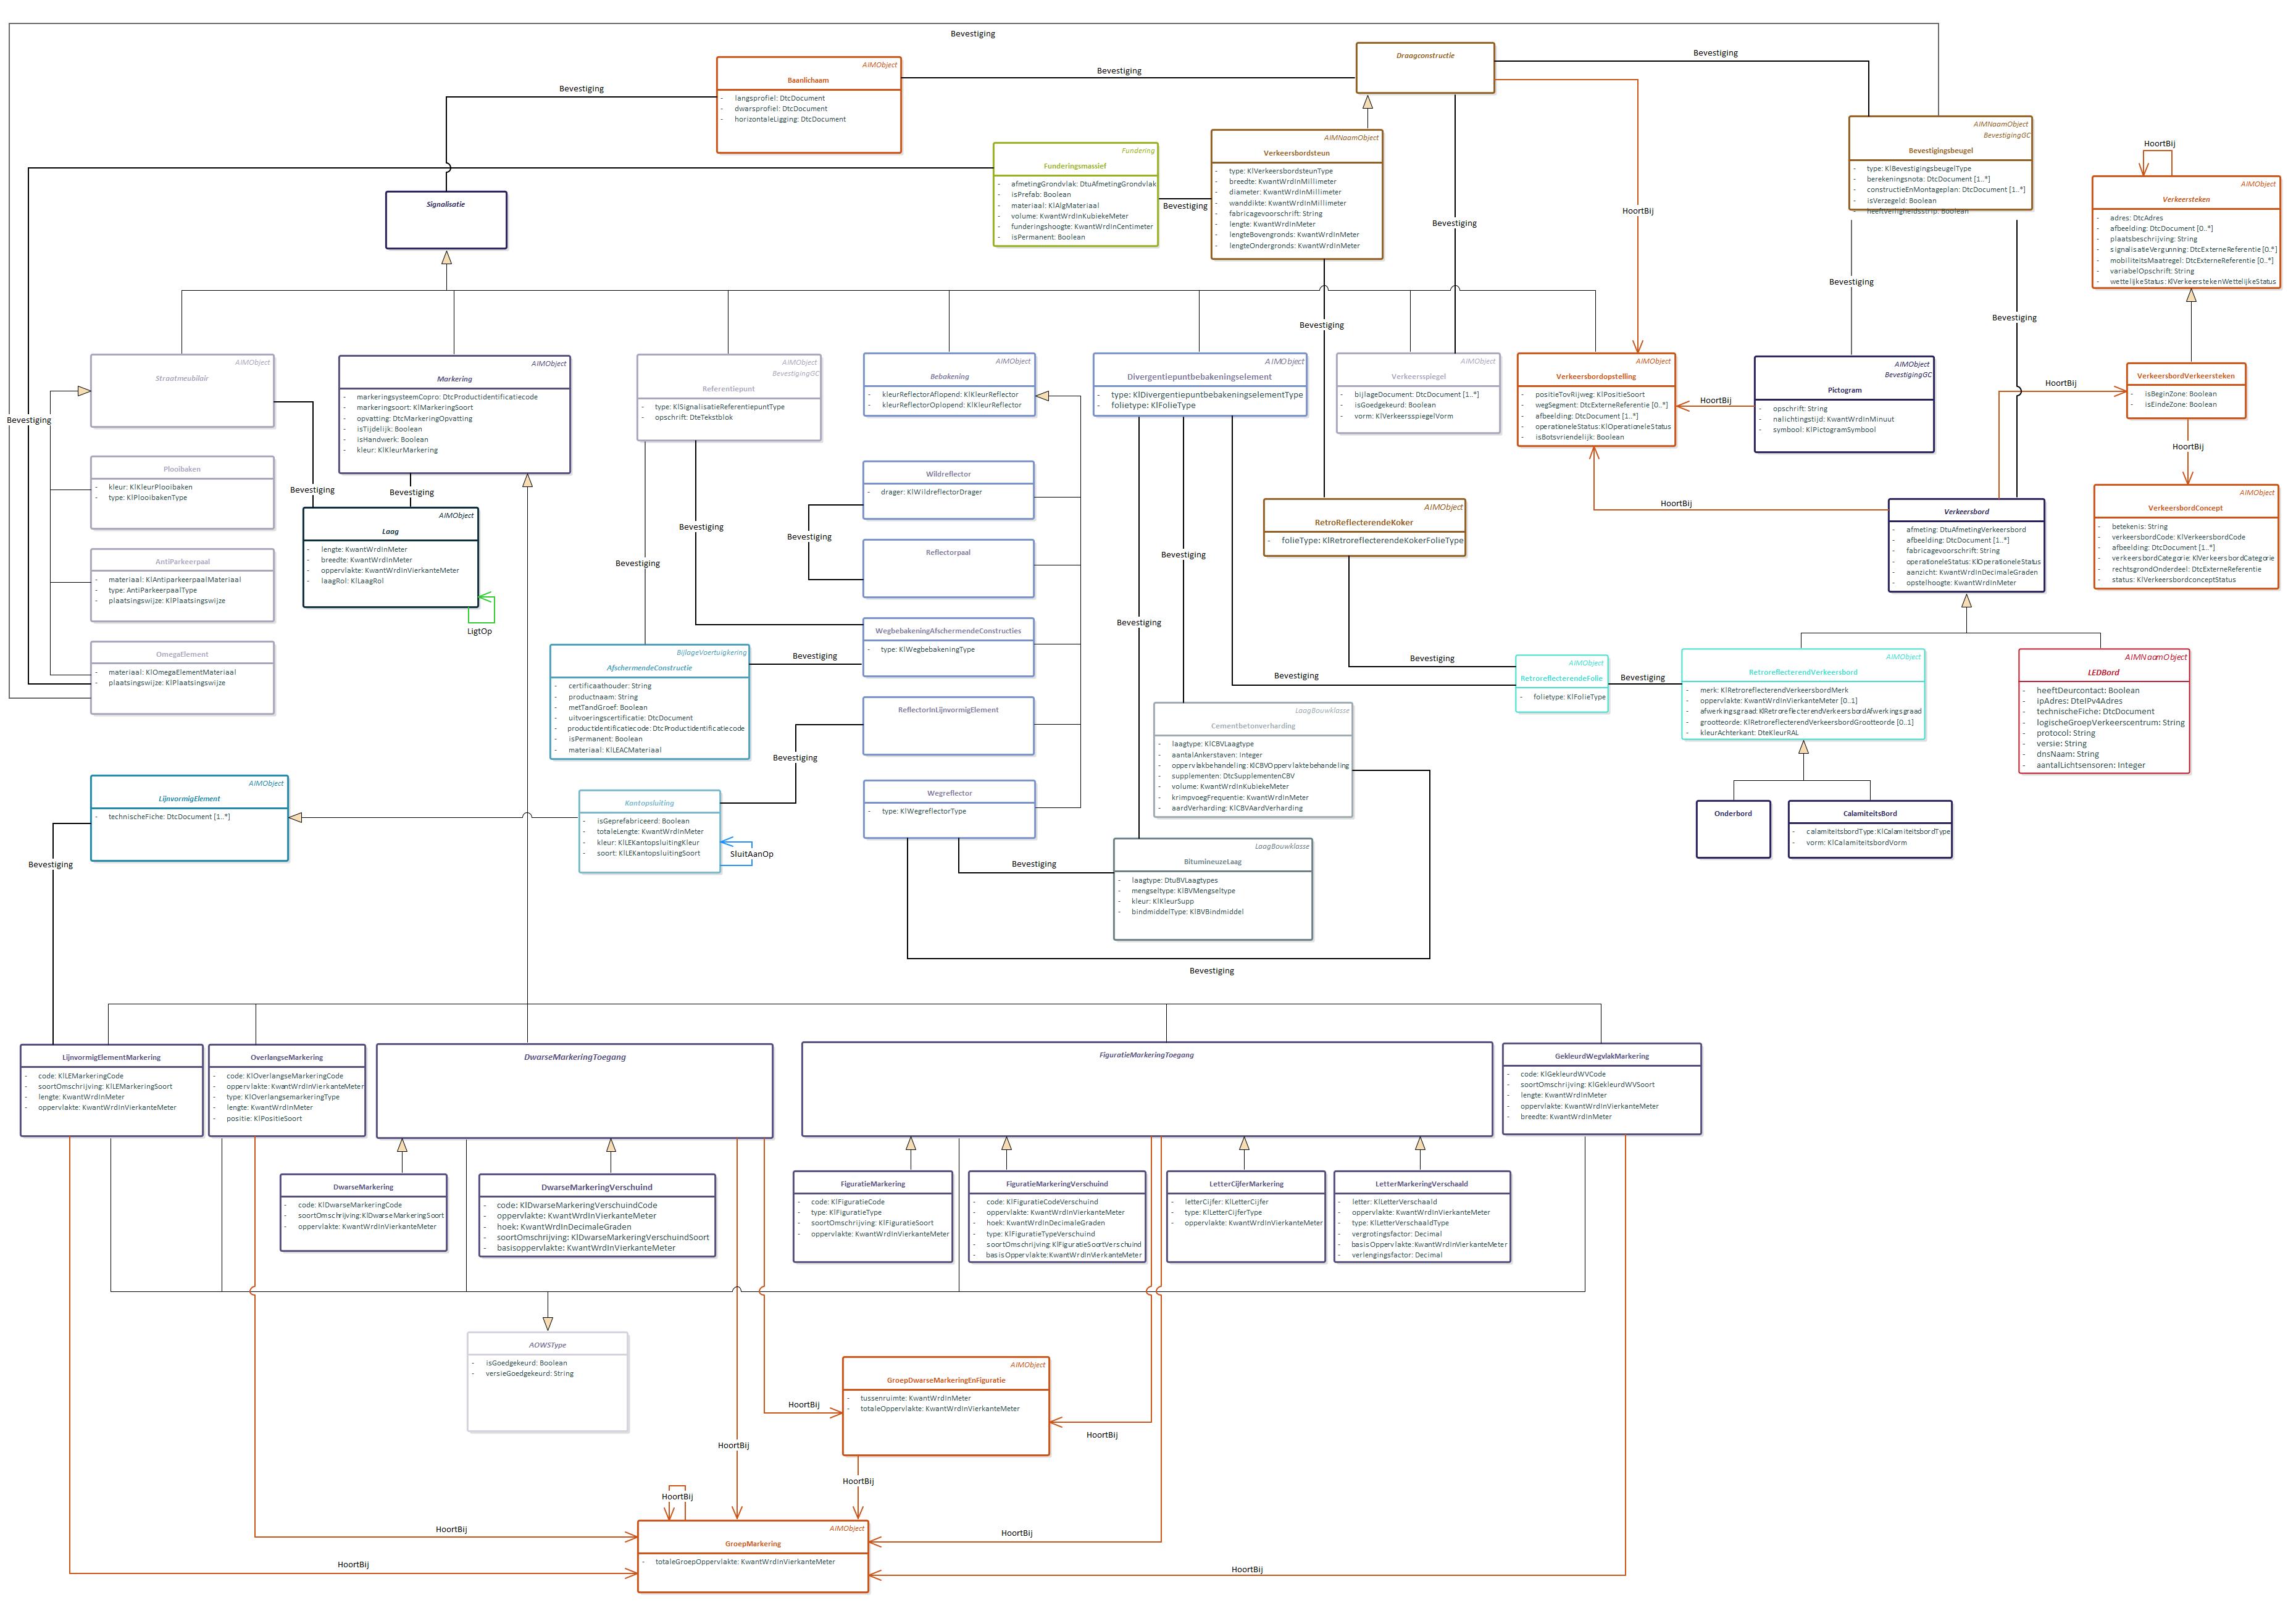 Bevestiging
Draagconstructie
Bevestiging
AIMObject
Baanlichaam
- langsprofiel: DtcDocument
- dwarsprofiel: DtcDocument
- horizontaleLigging: DtcDocument
Bevestiging
Bevestiging
AIMNaamObject
BevestigingGC
Bevestigingsbeugel
- type: KlBevestigingsbeugelType
- berekeningsnota: DtcDocument [1..*]
- constructieEnMontageplan: DtcDocument [1..*]
- isVerzegeld: Boolean
heeftVeiligheidsstrip: Boolean
AIMNaamObject
Verkeersbordsteun
- type: KlVerkeersbordsteunType
- breedte: KwantWrdInMillimeter
- diameter: KwantWrdInMillimeter
- wanddikte: KwantWrdInMillimeter
- fabricagevoorschrift: String
- lengte: KwantWrdInMeter
- lengteBovengronds: KwantWrdInMeter
- lengteOndergronds: KwantWrdInMeter
Fundering
Funderingsmassief
- afmetingGrondvlak: DtuAfmetingGrondvlak
- isPrefab: Boolean
- materiaal: KlAlgMateriaal
- volume: KwantWrdInKubiekeMeter
- funderingshoogte: KwantWrdInCentimeter
- isPermanent: Boolean
Bevestiging
HoortBij
AIMObject
Verkeersteken
- adres: DtcAdres
- afbeelding: DtcDocument [0..*]
- plaatsbeschrijving: String
- signalisatieVergunning: DtcExterneReferentie [0..*]
- mobiliteitsMaatregel: DtcExterneReferentie [0..*]
- variabelOpschrift: String
- wettelijkeStatus: KlVerkeerstekenWettelijkeStatus
Signalisatie
HoortBij
Bevestiging
Bevestiging
Bevestiging
Bevestiging
AIMObject
Straatmeubilair
AIMObject
Markering
- markeringsysteemCopro: DtcProductidentificatiecode
- markeringsoort: KlMarkeringSoort
- opvatting: DtcMarkeringOpvatting
- isTijdelijk: Boolean
- isHandwerk: Boolean
- kleur: KlKleurMarkering
AIMObject
BevestigingGC
Referentiepunt
- type: KlSignalisatieReferentiepuntType
- opschrift: DteTekstblok
AIMObject
Bebakening
- kleurReflectorAflopend: KlKleurReflector
- kleurReflectorOplopend: KlKleurReflector
AIMObject
Divergentiepuntbebakeningselement
- type: KlDivergentiepuntbebakeningselementType
- folietype: KlFolieType
AIMObject
Verkeersspiegel
- bijlageDocument: DtcDocument [1..*]
- isGoedgekeurd: Boolean
- vorm: KlVerkeersspiegelVorm
AIMObject
Verkeersbordopstelling
- positieTovRijweg: KlPositieSoort
- wegSegment: DtcExterneReferentie [0..*]
- afbeelding: DtcDocument [1..*]
- operationeleStatus: KlOperationeleStatus
- isBotsvriendelijk: Boolean
HoortBij
AIMObject
BevestigingGC
Pictogram
- opschrift: String
- nalichtingstijd: KwantWrdInMinuut
- symbool: KlPictogramSymbool
HoortBij
VerkeersbordVerkeersteken
- isBeginZone: Boolean
- isEindeZone: Boolean
HoortBij
Bevestiging
Plooibaken
- kleur: KlKleurPlooibaken
- type: KlPlooibakenType
Bevestiging
Bevestiging
AIMObject
Laag
- lengte: KwantWrdInMeter
- breedte: KwantWrdInMeter
- oppervlakte: KwantWrdInVierkanteMeter
- laagRol: KlLaagRol
LigtOp
AntiParkeerpaal
- materiaal: KlAntiparkeerpaalMateriaal
- type: AntiParkeerpaalType
- plaatsingswijze: KlPlaatsingswijze
OmegaElement
- materiaal: KlOmegaElementMateriaal
- plaatsingswijze: KlPlaatsingswijze
Bevestiging
Bevestiging
Wildreflector
- drager: KlWildreflectorDrager
Bevestiging
Reflectorpaal
WegbebakeningAfschermendeConstructies
- type: KlWegbebakeningType
Bevestiging
BijlageVoertuigkering
AfschermendeConstructie
- certificaathouder: String
- productnaam: String
- metTandGroef: Boolean
- uitvoeringscertificatie: DtcDocument
- productidentificatiecode: DtcProductidentificatiecode
- isPermanent: Boolean
- materiaal: KlLEACMateriaal
ReflectorInLijnvormigElement
Bevestiging
Wegreflector
- type: KlWegreflectorType
Bevestiging
Bevestiging
AIMObject
RetroReflecterendeKoker
- folieType: KlRetroreflecterendeKokerFolieType
Bevestiging
Bevestiging
AIMObject
RetroreflecterendeFolie
- folietype: KlFolieType
Bevestiging
HoortBij
AIMObject
Verkeersbord
- afmeting: DtuAfmetingVerkeersbord
- afbeelding: DtcDocument [1..*]
- fabricagevoorschrift: String
- operationeleStatus: KlOperationeleStatus
- aanzicht: KwantWrdInDecimaleGraden
- opstelhoogte: KwantWrdInMeter
AIMObject
VerkeersbordConcept
- betekenis: String
- verkeersbordCode: KlVerkeersbordCode
- afbeelding: DtcDocument [1..*]
- verkeersbordCategorie: KlVerkeersbordCategorie
- rechtsgrondOnderdeel: DtcExterneReferentie
- status: KlVerkeersbordconceptStatus
AIMObject
RetroreflecterendVerkeersbord
- merk: KlRetroreflecterendVerkeersbordMerk
- oppervlakte: KwantWrdInVierkanteMeter [0..1]
- afwerkingsgraad: KlRetroreflecterendVerkeersbordAfwerkingsgraad
- grootteorde: KlRetroreflecterendVerkeersbordGrootteorde [0..1]
- kleurAchterkant: DteKleurRAL
AIMNaamObject
LEDBord
- heeftDeurcontact: Boolean
- ipAdres: DteIPv4Adres
- technischeFiche: DtcDocument
- logischeGroepVerkeerscentrum: String
- protocol: String
- versie: String
- dnsNaam: String
- aantalLichtsensoren: Integer
LaagBouwklasse
Cementbetonverharding
- laagtype: KlCBVLaagtype
- aantalAnkerstaven: Integer
- oppervlakbehandeling: KlCBVOppervlaktebehandeling
- supplementen: DtcSupplementenCBV
- volume: KwantWrdInKubiekeMeter
- krimpvoegFrequentie: KwantWrdInMeter
- aardVerharding: KlCBVAardVerharding
Onderbord
CalamiteitsBord
- calamiteitsbordType: KlCalamiteitsbordType
- vorm: KlCalamiteitsbordVorm
AIMObject
LijnvormigElement
- technischeFiche: DtcDocument [1..*]
Kantopsluiting
- isGeprefabriceerd: Boolean
- totaleLengte: KwantWrdInMeter
- kleur: KlLEKantopsluitingKleur
- soort: KlLEKantopsluitingSoort
SluitAanOp
Bevestiging
Bevestiging
LaagBouwklasse
BitumineuzeLaag
- laagtype: DtuBVLaagtypes
- mengseltype: KlBVMengseltype
- kleur: KlKleurSupp
- bindmiddelType: KlBVBindmiddel
Bevestiging
LijnvormigElementMarkering
- code: KlLEMarkeringCode
- soortOmschrijving: KlLEMarkeringSoort
- lengte: KwantWrdInMeter
- oppervlakte: KwantWrdInVierkanteMeter
OverlangseMarkering
- code: KlOverlangseMarkeringCode
- oppervlakte: KwantWrdInVierkanteMeter
- type: KlOverlangsemarkeringType
- lengte: KwantWrdInMeter
- positie: KlPositieSoort
DwarseMarkeringToegang
FiguratieMarkeringToegang
GekleurdWegvlakMarkering
- code: KlGekleurdWVCode
- soortOmschrijving: KlGekleurdWVSoort
- lengte: KwantWrdInMeter
- oppervlakte: KwantWrdInVierkanteMeter
- breedte: KwantWrdInMeter
DwarseMarkering
- code: KlDwarseMarkeringCode
- soortOmschrijving:KlDwarseMarkeringSoort
- oppervlakte: KwantWrdInVierkanteMeter
DwarseMarkeringVerschuind
- code: KlDwarseMarkeringVerschuindCode
- oppervlakte: KwantWrdInVierkanteMeter
- hoek: KwantWrdInDecimaleGraden
- soortOmschrijving: KlDwarseMarkeringVerschuindSoort
- basisoppervlakte: KwantWrdInVierkanteMeter
FiguratieMarkering
- code: KlFiguratieCode
- type: KlFiguratieType
- soortOmschrijving: KlFiguratieSoort
- oppervlakte: KwantWrdInVierkanteMeter
FiguratieMarkeringVerschuind
- code: KlFiguratieCodeVerschuind
- oppervlakte: KwantWrdInVierkanteMeter
- hoek: KwantWrdInDecimaleGraden
- type: KlFiguratieTypeVerschuind
- soortOmschrijving: KlFiguratieSoortVerschuind
- basisOppervlakte: KwantWrdInVierkanteMeter
LetterCijferMarkering
- letterCijfer: KlLetterCijfer
- type: KlLetterCijferType
- oppervlakte: KwantWrdInVierkanteMeter
LetterMarkeringVerschaald
- letter: KlLetterVerschaald
- oppervlakte: KwantWrdInVierkanteMeter
- type: KlLetterVerschaaldType
- vergrotingsfactor: Decimal
- basisOppervlakte: KwantWrdInVierkanteMeter
- verlengingsfactor: Decimal
AOWSType
- isGoedgekeurd: Boolean
- versieGoedgekeurd: String
AIMObject
GroepDwarseMarkeringEnFiguratie
- tussenruimte: KwantWrdInMeter
- totaleOppervlakte: KwantWrdInVierkanteMeter
HoortBij
HoortBij
HoortBij
HoortBij
HoortBij
AIMObject
GroepMarkering
- totaleGroepOppervlakte: KwantWrdInVierkanteMeter
HoortBij
HoortBij
HoortBij
HoortBij